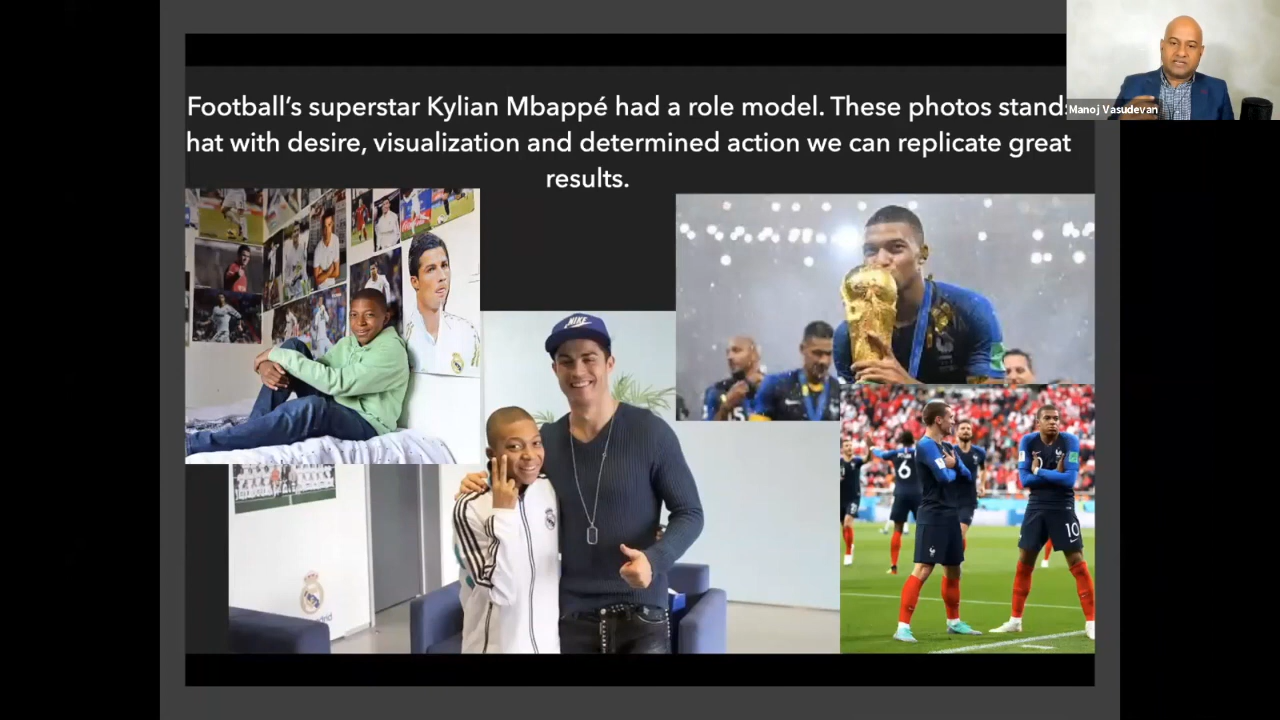 Football's superstar Kylian Mbappé had a role model. These photos stand
hat with desire, visualization and determined action we can replicate great
results.
Manoj Vasudevan
NIKE
6
10
15